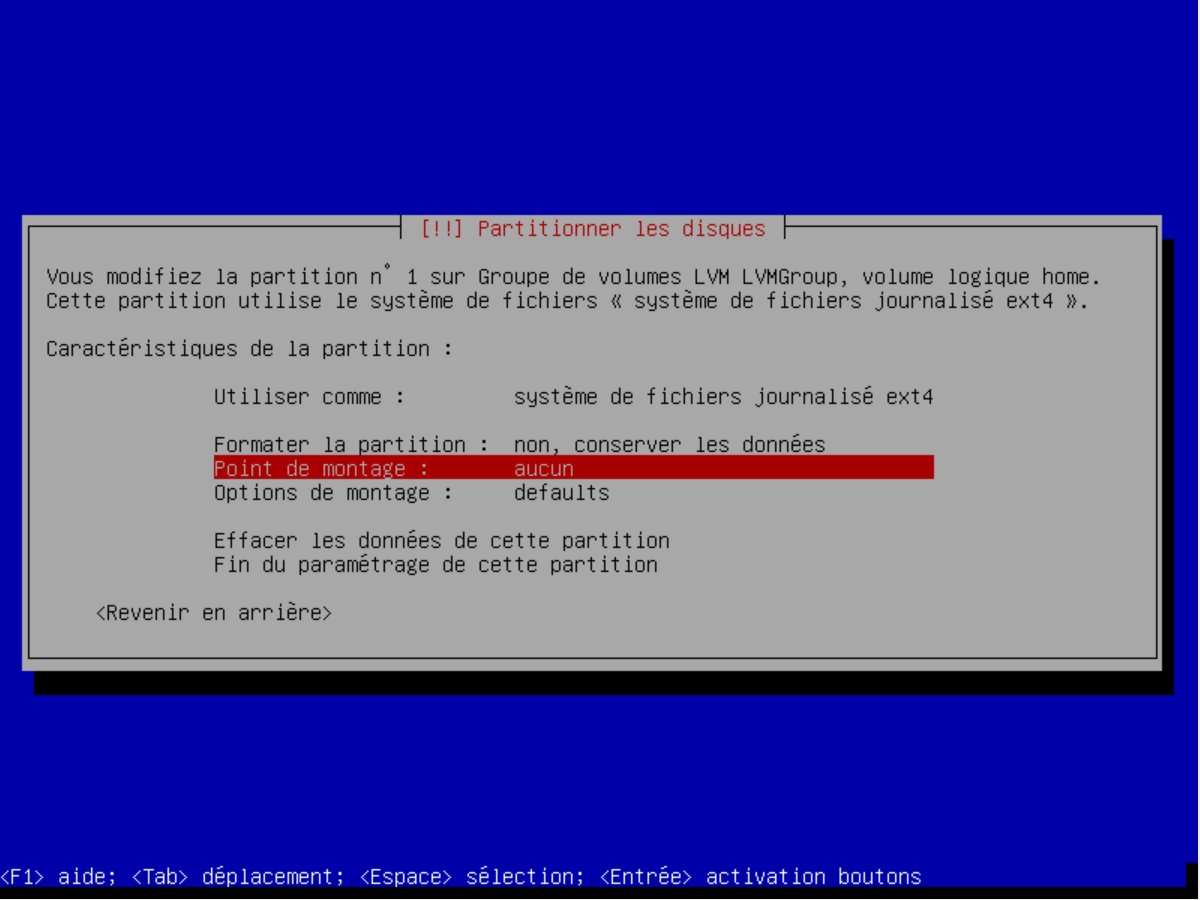 [!!] Partitionner les disques
Vous modifiez la partition n° 1 sur Groupe de volumes LVM LVMGroup, volume logique home.
Cette partition utilise le système de fichiers « système de fichiers journalisé ext4 ».
Caractéristiques de la partition :
Utiliser comme : système de fichiers journalisé ext4
Formater la partition : non, conserver les données
Point de montage : aucun
Options de montage : defaults
Effacer les données de cette partition
Fin du paramétrage de cette partition
<Revenir en arrière>
<F1> aide; <Tab> déplacement; <Espace> sélection; <Entrée> activation boutons